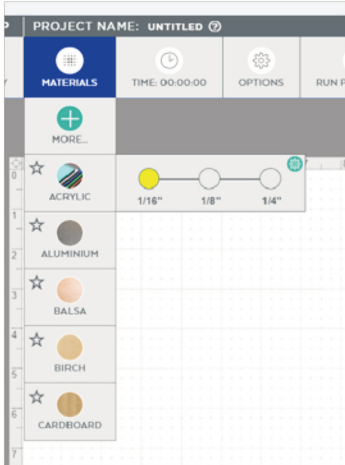 P PROJECT NAME: UNTITLED ?
MATERIALS TIME: 00:00:00 OPTIONS RUN P
MORE...
ACRYLIC
1/16" 1/8" 1/4"
ALUMINIUM
BALSA
BIRCH
CARDBOARD
0
1
2
3
4
5
6
7